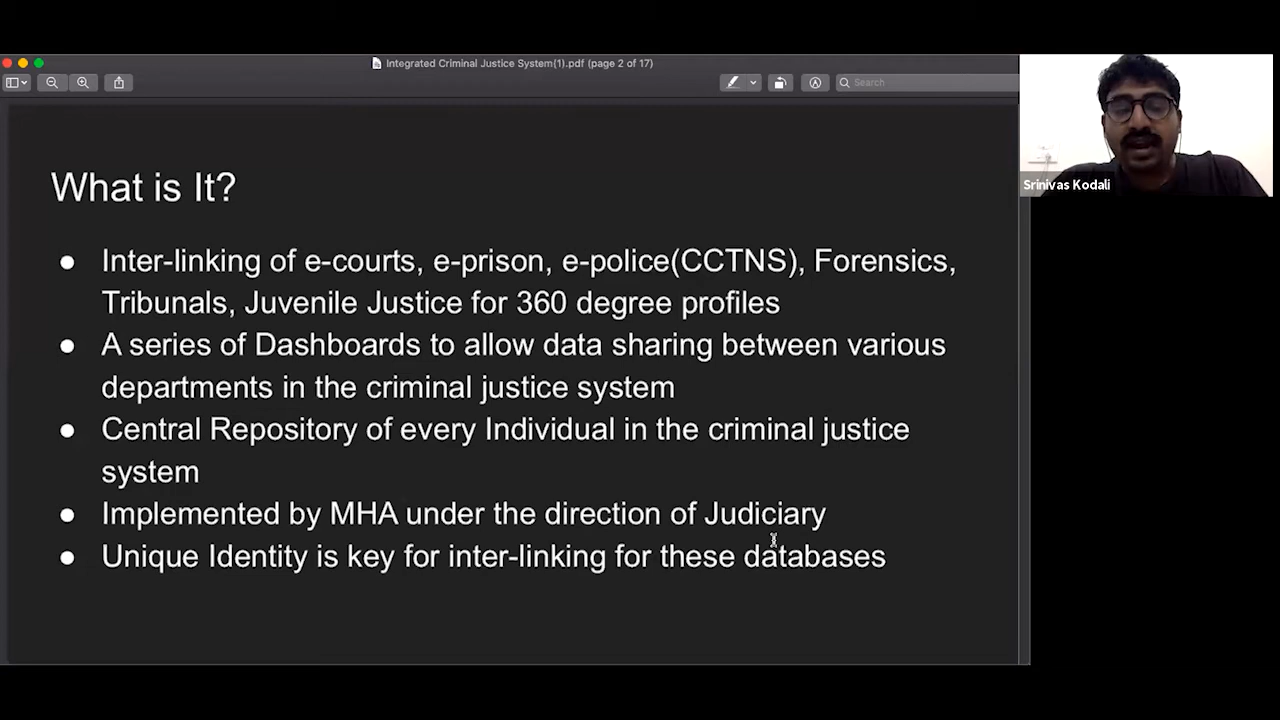 Integrated Criminal Justice System(1).pdf (page 2 of 17)
Search
What is It?
● Inter-linking of e-courts, e-prison, e-police(CCTNS), Forensics,
Tribunals, Juvenile Justice for 360 degree profiles
● A series of Dashboards to allow data sharing between various
departments in the criminal justice system
● Central Repository of every Individual in the criminal justice
system
● Implemented by MHA under the direction of Judiciary
● Unique Identity is key for inter-linking for these databases
Srinivas Kodali